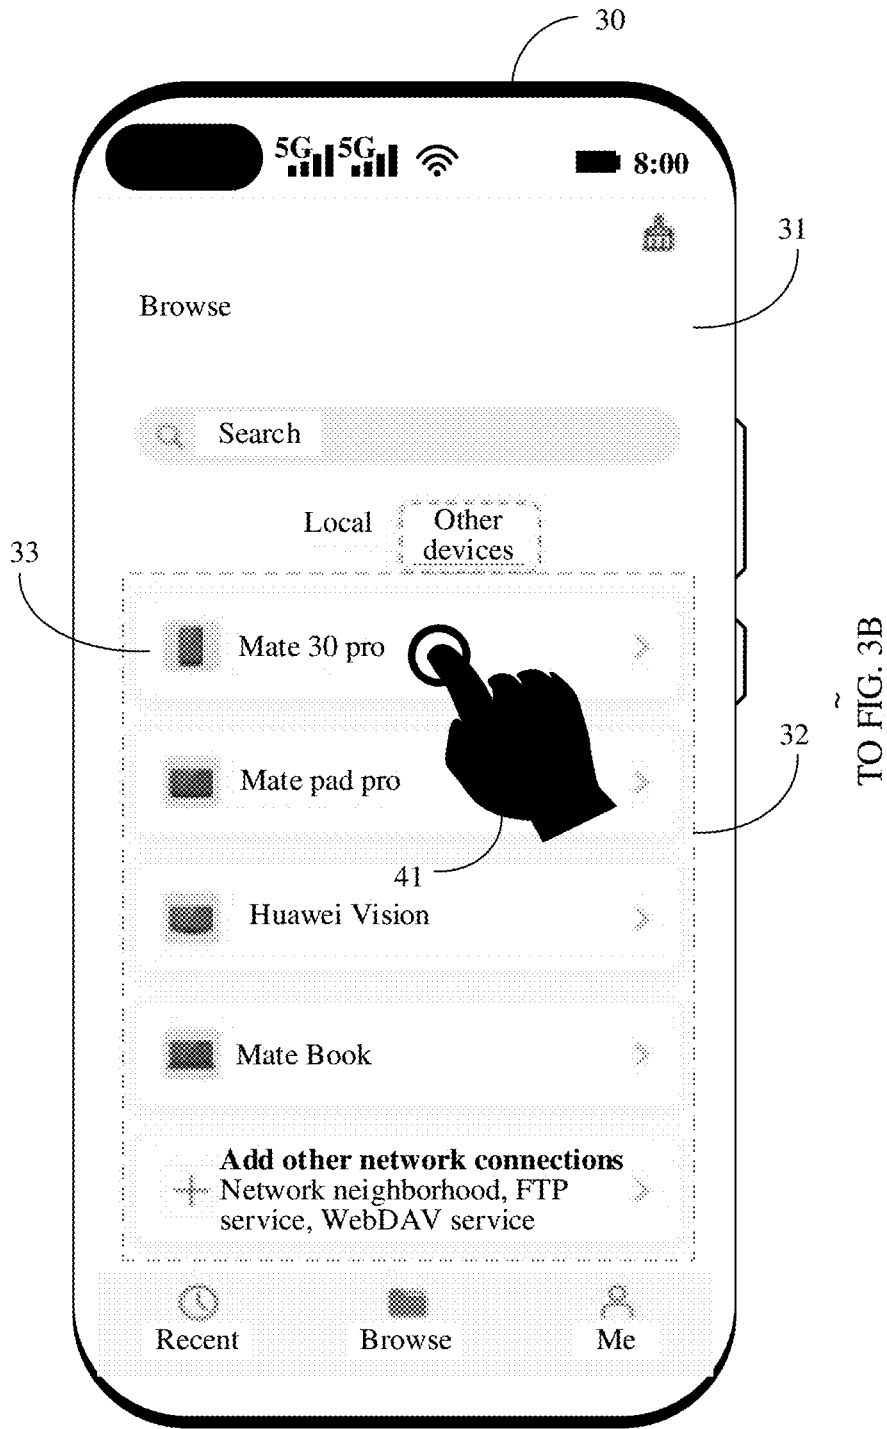 30
5G 5G 8:00
31
Browse
Search
Local
Other
devices
33
Mate 30 pro
TO FIG. 3B
~
32
Mate pad pro
41
Huawei Vision
Mate Book
Add other network connections
Network neighborhood, FTP
service, WebDAV service
Recent Browse Me